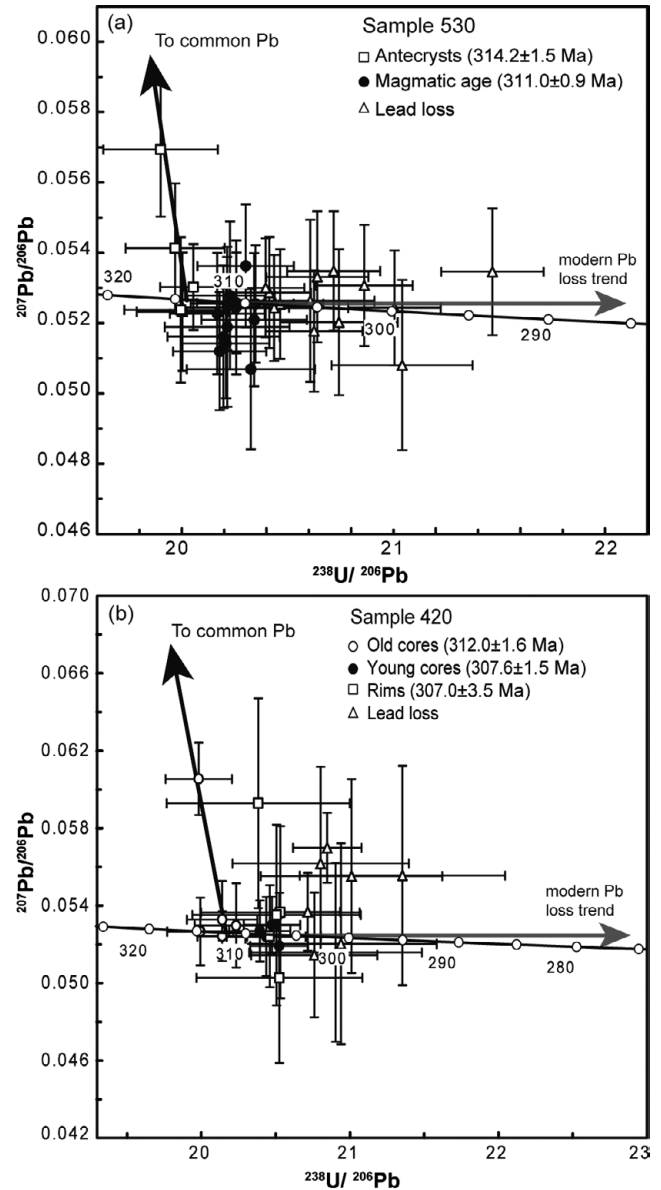 (a)
Sample 530
To common Pb
Antecrysts (314.2±1.5 Ma)
Magmatic age (311.0±0.9 Ma)
Lead loss
0.060
0.058
0.056
0.054
0.052
0.050
0.048
0.046
207Pb/206Pb
320
310
300
290
modern Pb
loss trend
20
21
22
238U/ 206Pb
(b)
Sample 420
To common Pb
Old cores (312.0±1.6 Ma)
Young cores (307.6±1.5 Ma)
Rims (307.0±3.5 Ma)
Lead loss
0.070
0.066
0.062
0.058
0.054
0.050
0.046
0.042
207Pb/206Pb
320
310
300
290
280
modern Pb
loss trend
20
21
22
23
238U/ 206Pb